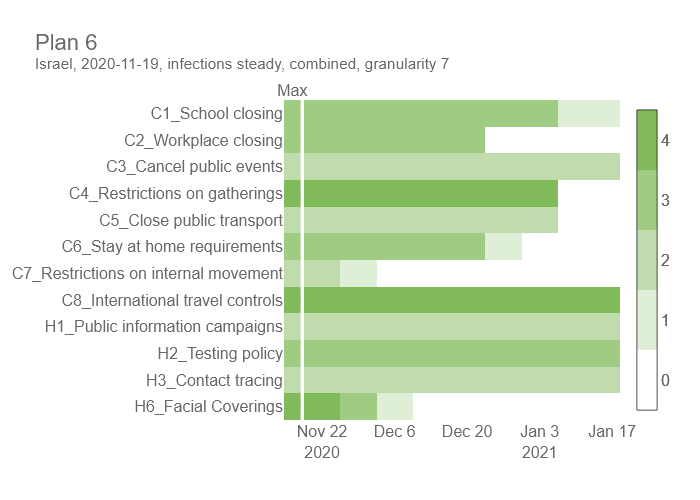 Plan 6
Israel, 2020-11-19, infections steady, combined, granularity 7
Max
C1_School closing
C2_Workplace closing
C3_Cancel public events
C4_Restrictions on gatherings
C5_Close public transport
C6_Stay at home requirements
C7_Restrictions on internal movement
C8_International travel controls
H1_Public information campaigns
H2_Testing policy
H3_Contact tracing
H6_Facial Coverings
4
3
2
1
0
Nov 22 Dec 6 Dec 20 Jan 3 Jan 17
2020 2021